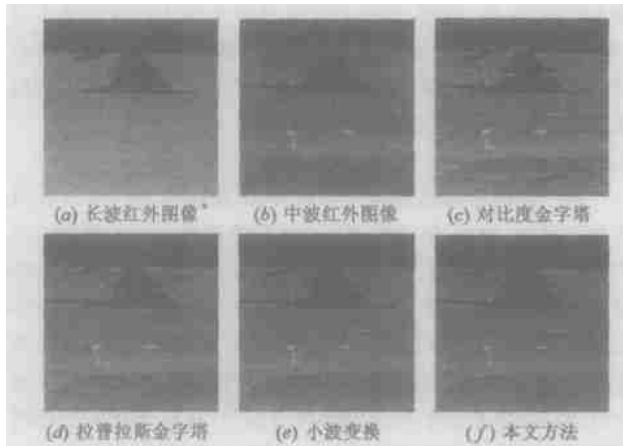 (a) 长波红外图像
(b) 中波红外图像
(c) 对比度金字塔
(d) 拉普拉斯金字塔
(e) 小波变换
(f) 本文方法